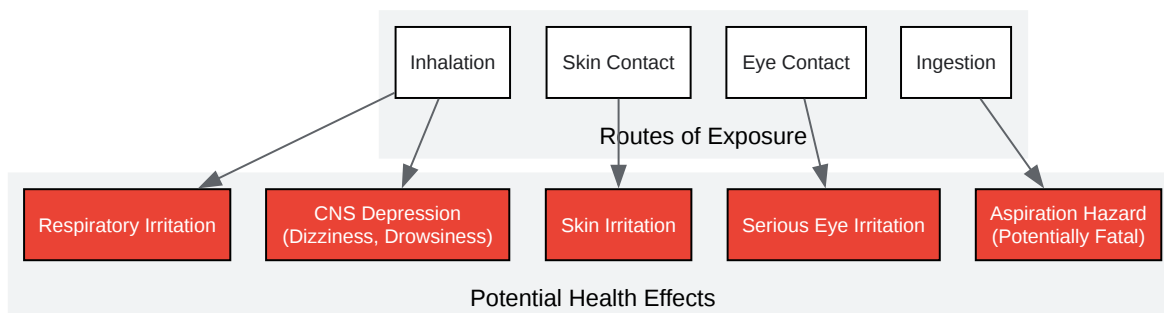 Inhalation
Skin Contact
Eye Contact
Ingestion
Routes of Exposure
Respiratory Irritation
CNS Depression
(Dizziness, Drowsiness)
Skin Irritation
Serious Eye Irritation
Aspiration Hazard
(Potentially Fatal)
Potential Health Effects